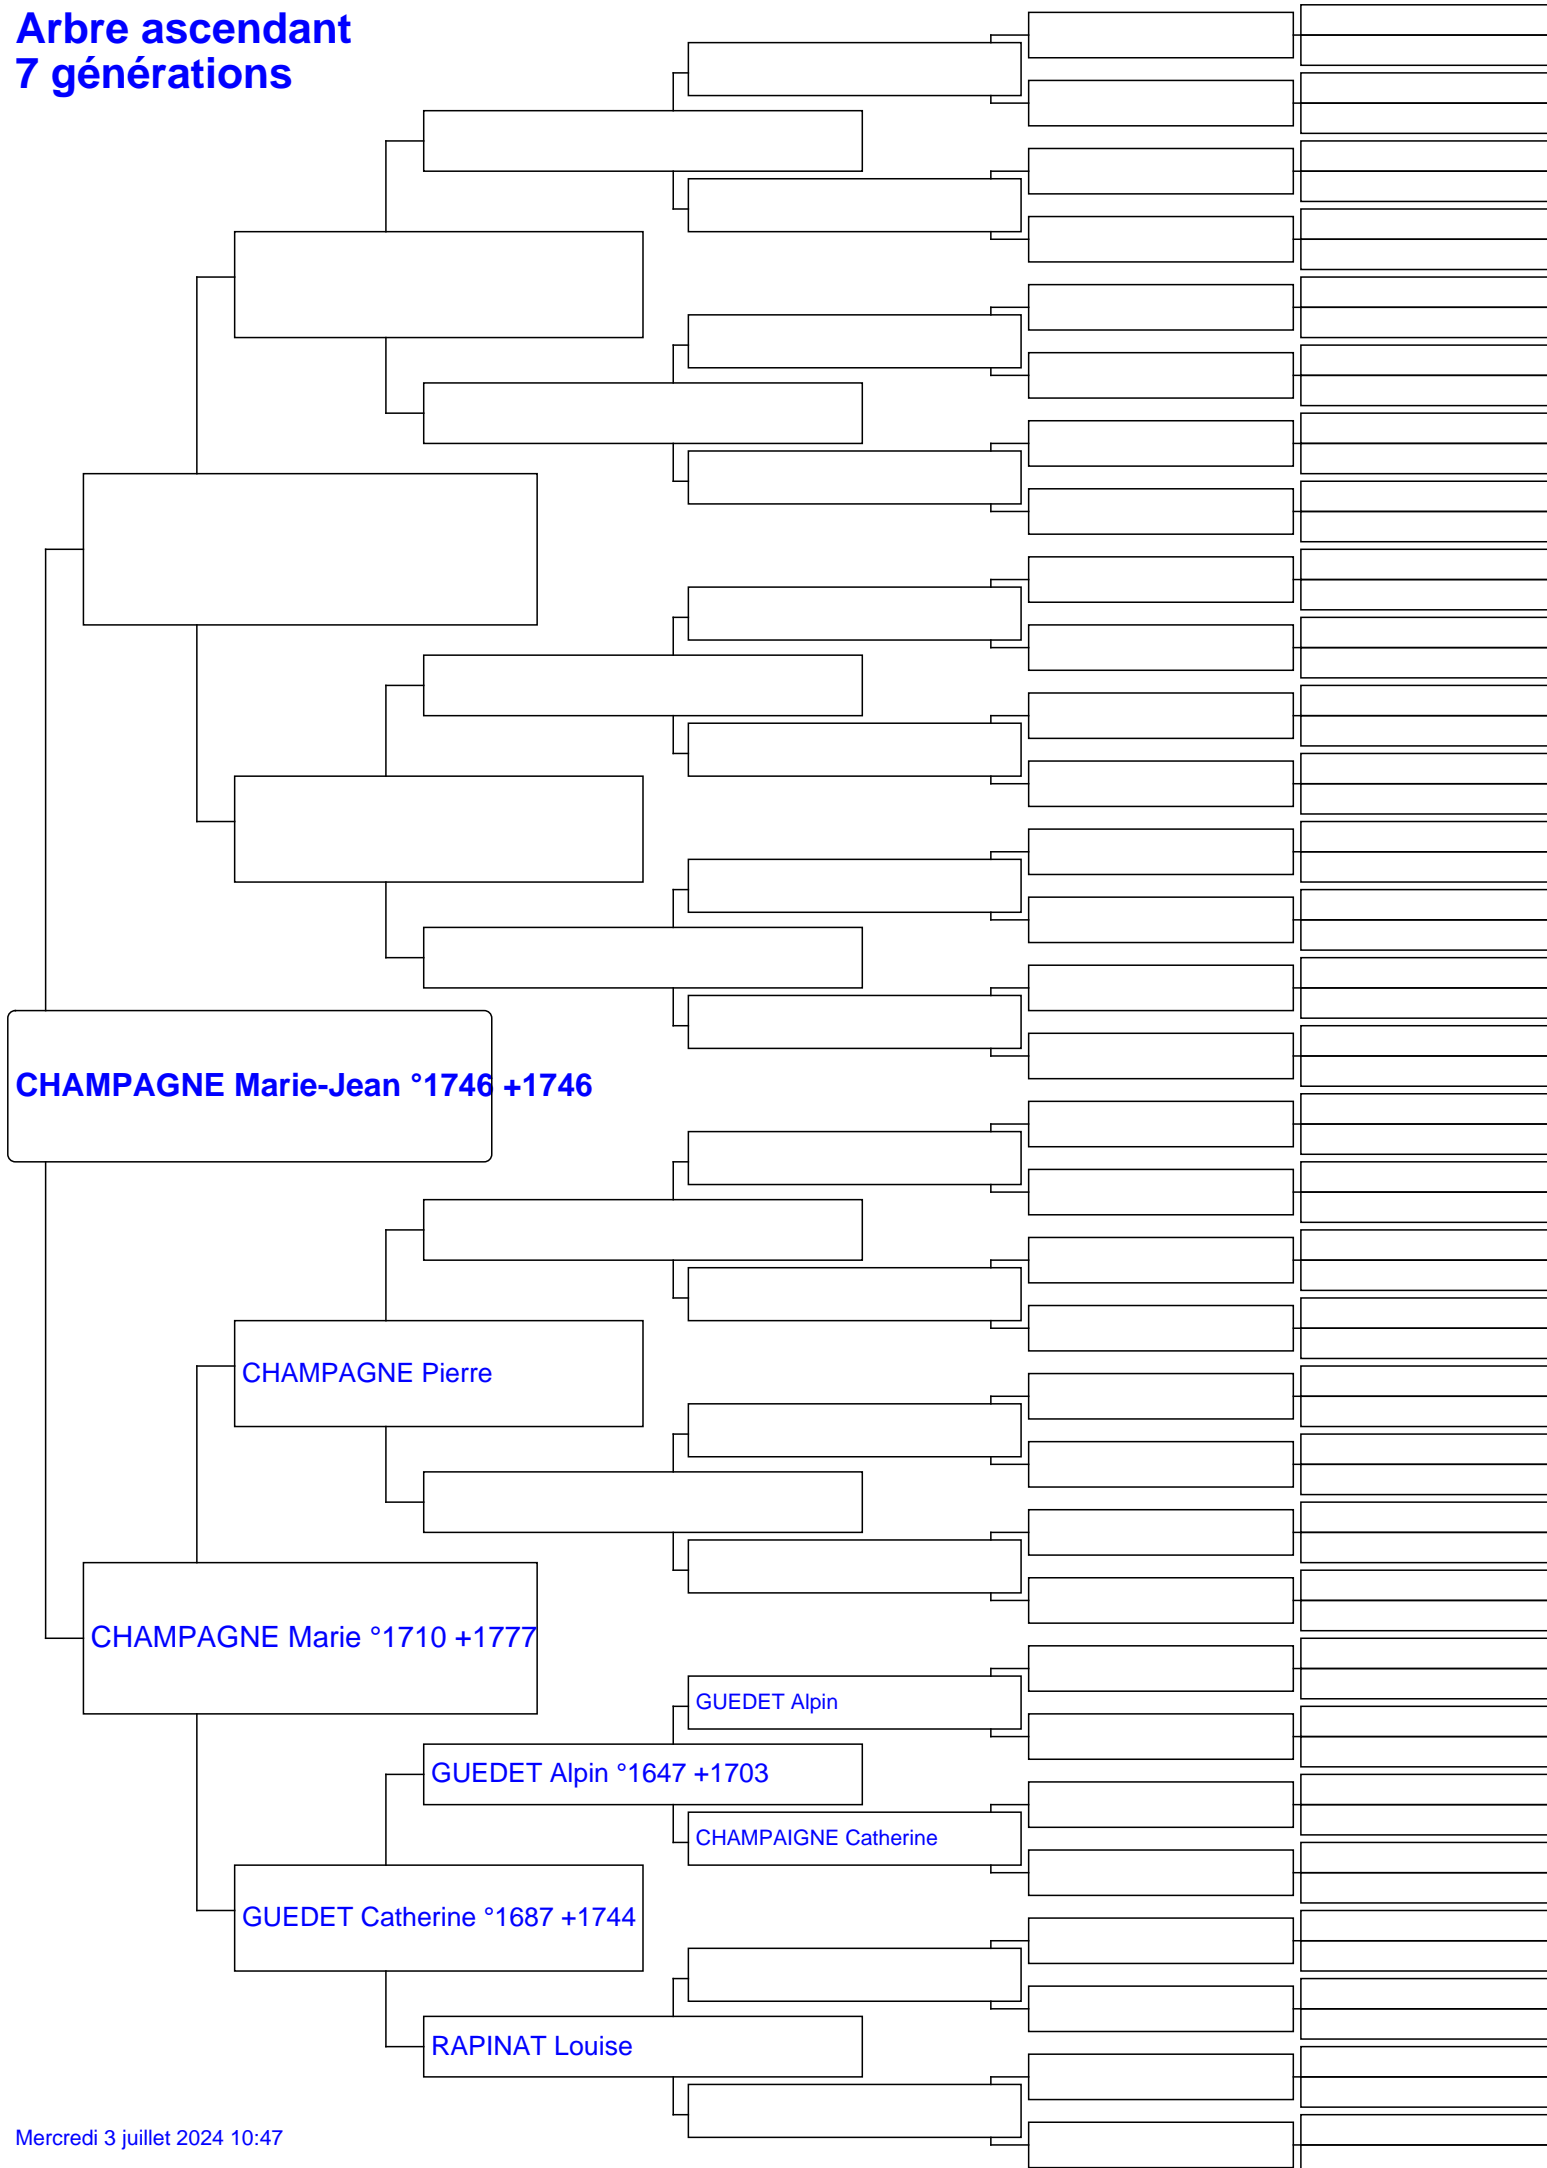 Arbre ascendant
7 générations
CHAMPAGNE Marie-Jean °1746 +1746
CHAMPAGNE Pierre
CHAMPAGNE Marie °1710 +1777
GUEDET Alpin
GUEDET Alpin °1647 +1703
CHAMPAIGNE Catherine
GUEDET Catherine °1687 +1744
RAPINAT Louise
Mercredi 3 juillet 2024 10:47